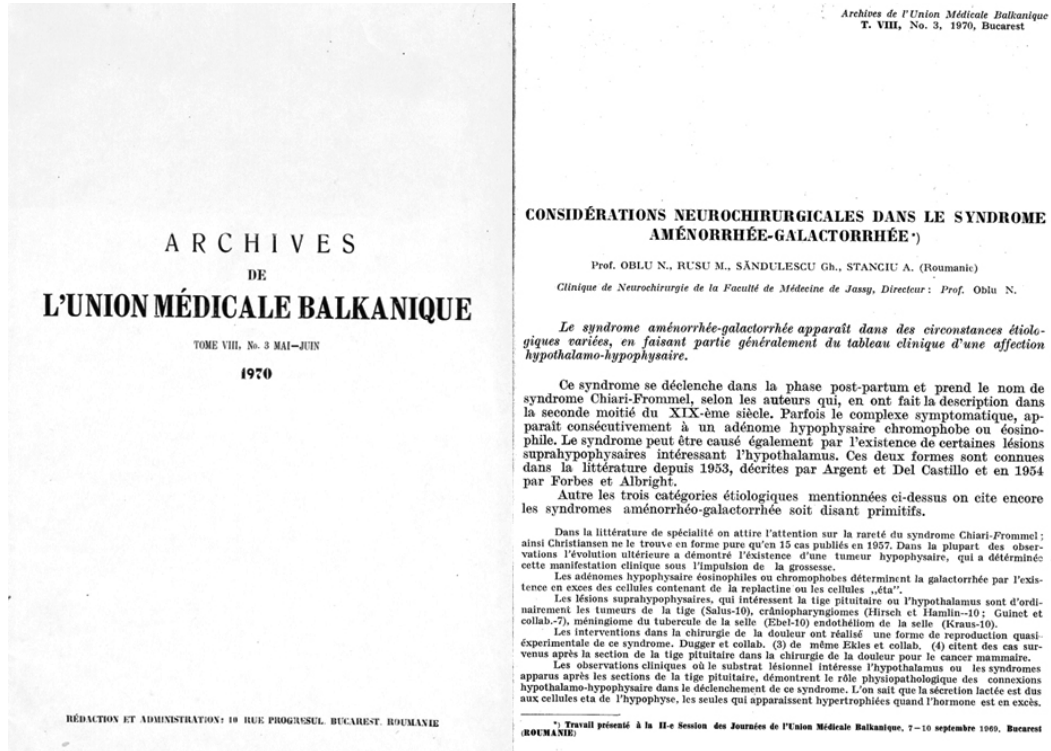 ARCHIVES
DE
L'UNION MÉDICALE BALKANIQUE
TOME VIII, No. 3 MAI—JUIN
1970
RÉDACTION ET ADMINISTRATION: 10 RUE PROGRESUL, BUCAREST, ROUMANIE
Archives de l'Union Médicale Balkanique
T. VIII, No. 3, 1970, Bucarest
CONSIDÉRATIONS NEUROCHIRURGICALES DANS LE SYNDROME
AMÉNORRHÉE-GALACTORRHÉE*)
Prof. OBLU N., RUSU M., SĂNDULESCU Gh., STANCIU A. (Roumanie)
Clinique de Neurochirurgie de la Faculté de Médecine de Jassy, Directeur : Prof. Oblu N.
Le syndrome aménorrhée-galactorrhée apparaît dans des circonstances étiolo-
giques variées, en faisant partie généralement du tableau clinique d'une affection
hypothalamo-hypophysaire.
Ce syndrome se déclenche dans la phase post-partum et prend le nom de
syndrome Chiari-Frommel, selon les auteurs qui, en ont fait la description dans
la seconde moitié du XIX-ème siècle. Parfois le complexe symptomatique, ap-
paraît consécutivement à un adénome hypophysaire chromophobe ou éosino-
phile. Le syndrome peut être causé également par l'existence de certaines lésions
suprahypophysaires intéressant l'hypothalamus. Ces deux formes sont connues
dans la littérature depuis 1953, décrites par Argent et Del Castillo et en 1954
par Forbes et Albright.
Autre les trois catégories étiologiques mentionnées ci-dessus on cite encore
les syndromes aménorrhéo-galactorrhée soit disant primitifs.
Dans la littérature de spécialité on attire l'attention sur la rareté du syndrome Chiari-Frommel ;
ainsi Christiansen ne le trouve en forme pure qu'en 15 cas publiés en 1957. Dans la plupart des obser-
vations l'évolution ultérieure a démontré l'éxistence d'une tumeur hypophysaire, qui a détérminée
cette manifestation clinique sous l'impulsion de la grossesse.
Les adénomes hypophysaire éosinophiles ou chromophobes déterminent la galactorrhée par l'exis-
tence en exces des cellules contenant de la replactine ou les cellules „éta".
Les lésions suprahypophysaires, qui intéressent la tige pituitaire ou l'hypothalamus sont d'ordi-
nairement les tumeurs de la tige (Salus-10), crâniopharyngiomes (Hirsch et Hamlin--10 ; Guinet et
collab.-7), méningiome du tubercule de la selle (Ebel-10) endothéliom de la selle (Kraus-10).
Les interventions dans la chirurgie de la douleur ont réalisé une forme de reproduction quasi-
éxperimentale de ce syndrome. Dugger et collab. (3) de même Ekles et collab. (4) citent des cas sur-
venus après la section de la tige pituitaire dans la chirurgie de la douleur pour le cancer mammaire.
Les observations cliniques où le substrat lésionnel intéresse l'hypothalamus ou les syndromes
apparus après les sections de la tige pituitaire, démontrent le rôle physiopathologique des connexions
hypothalamo-hypophysaire dans le déclenchement de ce syndrome. L'on sait que la sécretion lactée est dus
aux cellules eta de l'hypophyse, les seules qui apparaissent hypertrophiées quand l'hormone est en excès.
*) Travail présenté à la II-e Session des Journées de l'Union Médicale Balkanique, 7—10 septembre 1969, Bucarest
(ROUMANIE)